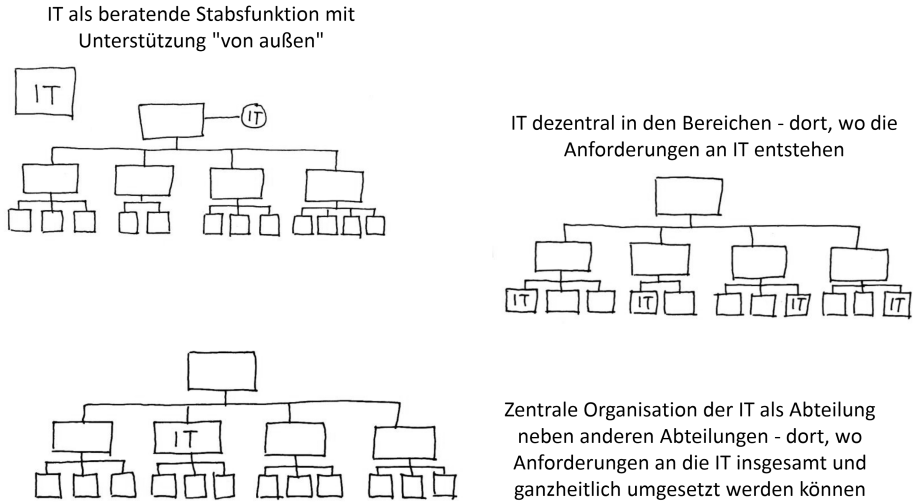 IT als beratende Stabsfunktion mit
Unterstützung "von außen"
IT
IT
IT dezentral in den Bereichen - dort, wo die
Anforderungen an IT entstehen
IT
IT
IT
IT
IT
Zentrale Organisation der IT als Abteilung
neben anderen Abteilungen - dort, wo
Anforderungen an die IT insgesamt und
ganzheitlich umgesetzt werden können